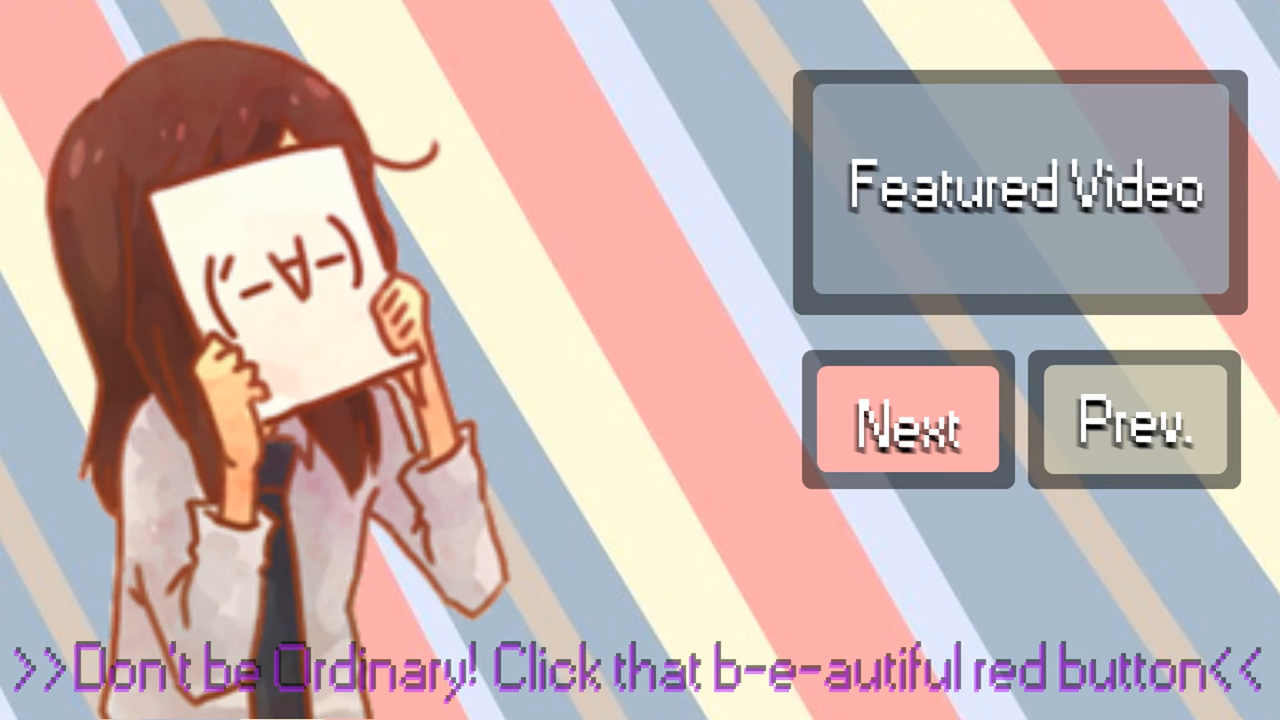 (-A-;)
Featured Video
Next
Prev.
>>Don't be Ordinary! Click that b-e-autiful red button<<